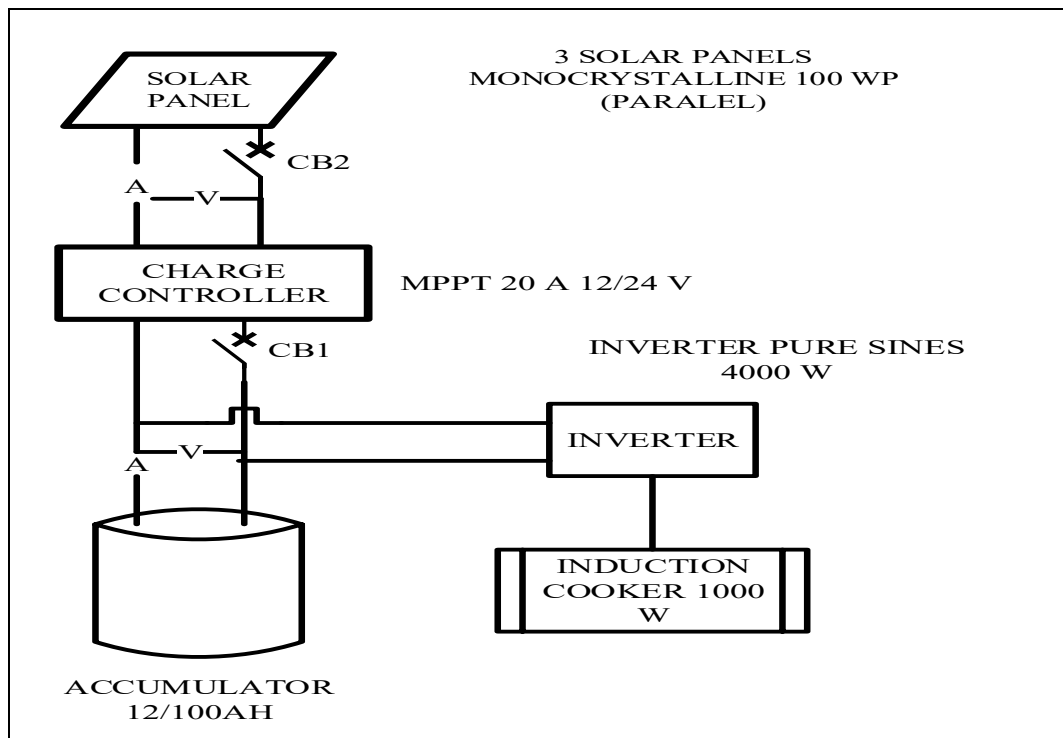 SOLAR
PANEL
3 SOLAR PANELS
MONOCRYSTALLINE 100 WP
(PARALEL)
CB2
A
V
CHARGE
CONTROLLER
MPPT 20 A 12/24 V
CB1
INVERTER PURE SINES
4000 W
INVERTER
V
A
INDUCTION
COOKER 1000
W
ACCUMULATOR
12/100AH